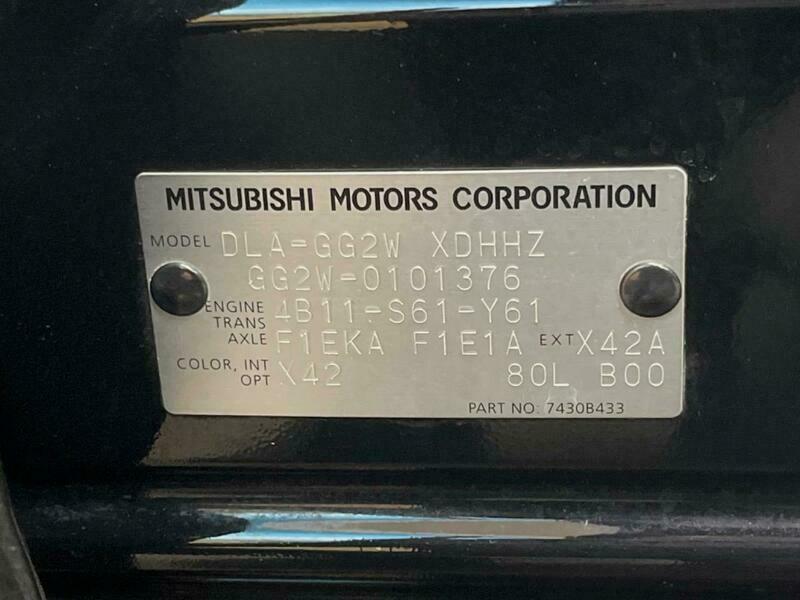 MITSUBISHI MOTORS CORPORATION
MODEL DLA-GG2W XDHHZ
GG2W-0101376
ENGINE 4B11-S61-Y61
TRANS
AXLE F1EKA F1E1A EXT X42A
COLOR, INT X42 80L B00
OPT
PART NO: 7430B433